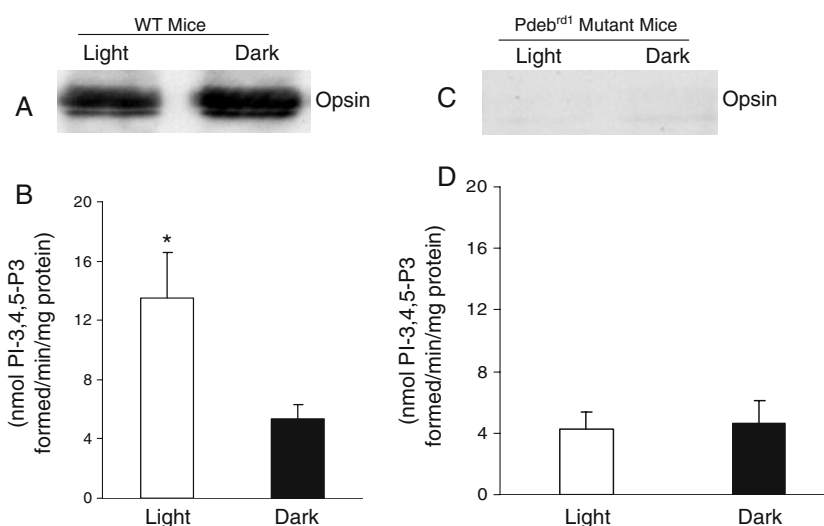 WT Mice
Light Dark
A
Opsin
Pdeb^rd1 Mutant Mice
Light Dark
C
Opsin
B
(nmol PI-3,4,5-P3
formed/min/mg protein)
20
16
12
8
4
0
*
Light Dark
D
(nmol PI-3,4,5-P3
formed/min/mg protein)
20
16
12
8
4
0
Light Dark